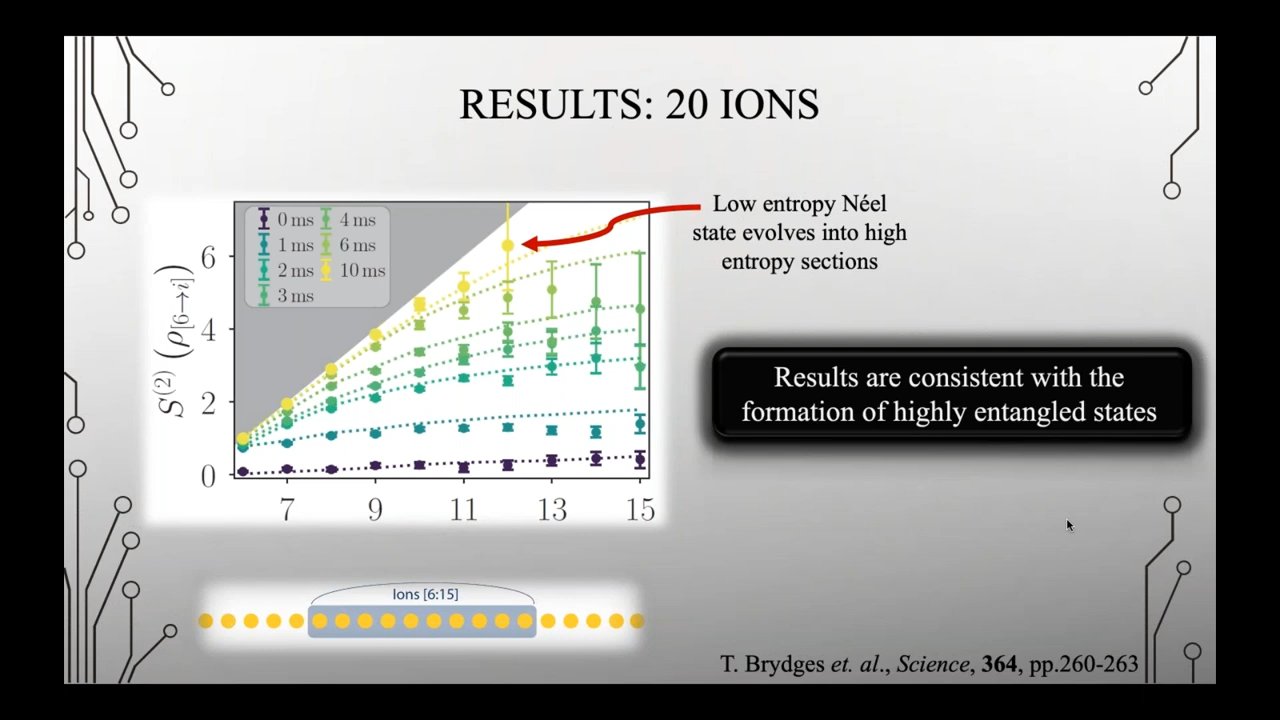 RESULTS: 20 IONS
0 ms 4 ms
1 ms 6 ms
2 ms 10 ms
3 ms
S(2) (ρ[6→i])
6
4
2
0
7 9 11 13 15
Low entropy Néel
state evolves into high
entropy sections
Results are consistent with the
formation of highly entangled states
Ions [6:15]
T. Brydges et. al., Science, 364, pp.260-263